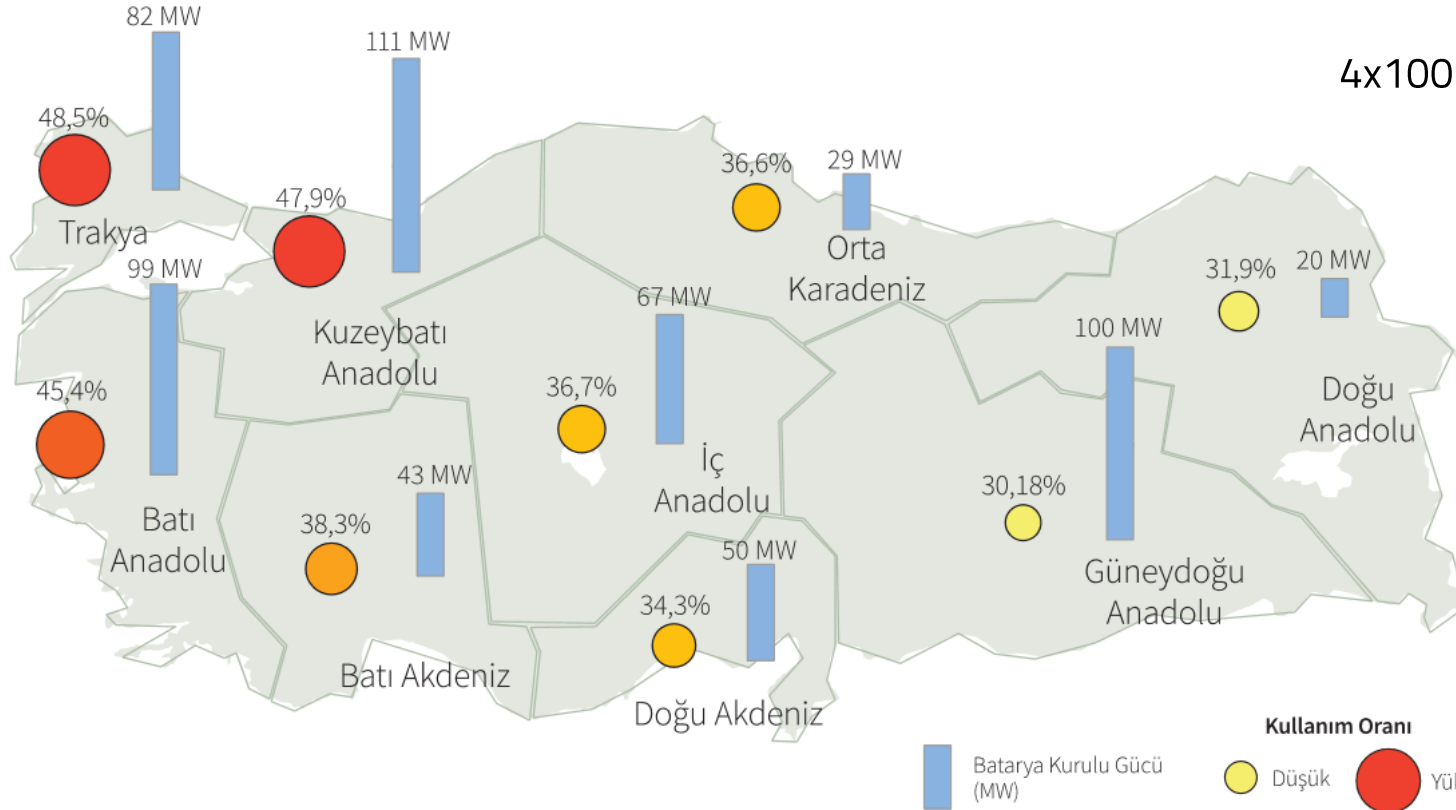 82 MW
111 MW
4x100
48,5%
Trakya
47,9%
36,6%
29 MW
Orta
Karadeniz
31,9%
20 MW
99 MW
Kuzeybatı
Anadolu
67 MW
100 MW
45,4%
36,7%
Doğu
Anadolu
Batı
Anadolu
43 MW
38,3%
İç
Anadolu
30,18%
50 MW
34,3%
Güneydoğu
Anadolu
Batı Akdeniz
Doğu Akdeniz
Kullanım Oranı
Batarya Kurulu Gücü
(MW)
Düşük